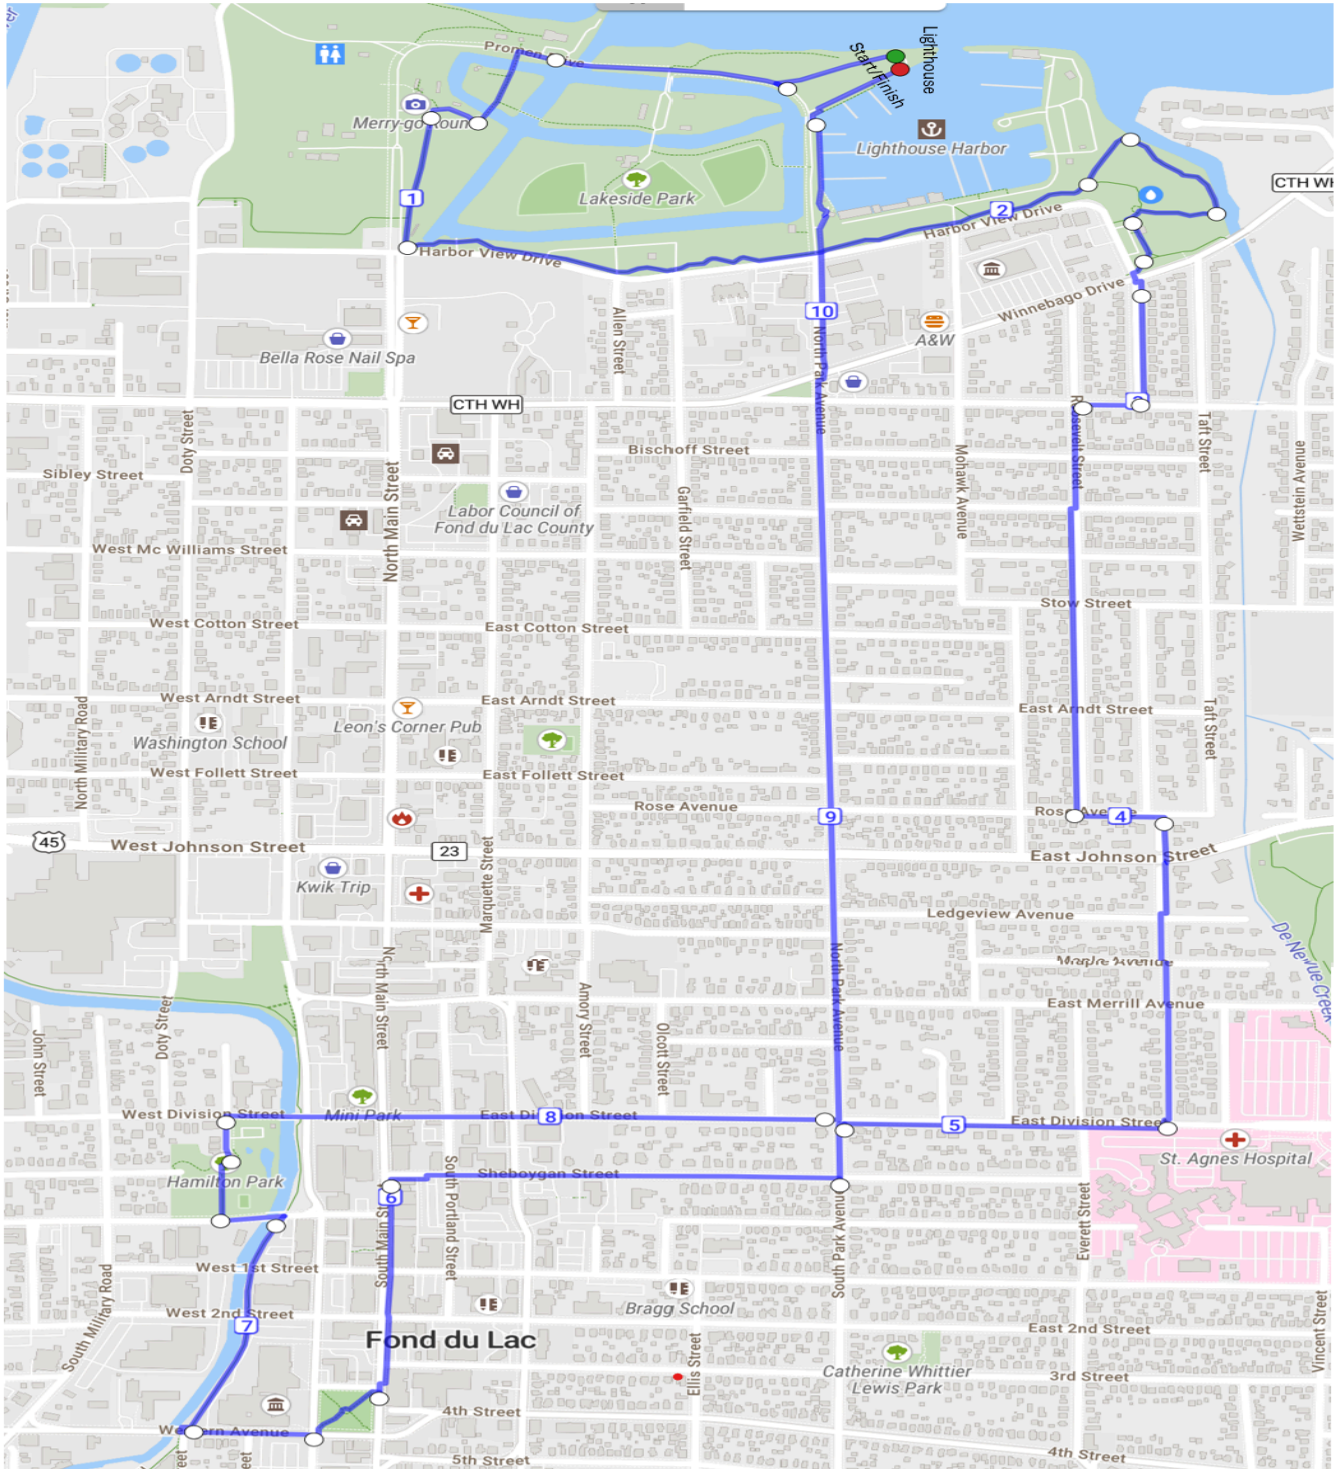 Promen Drive
Lighthouse
Start/Finish
Merry-go Roun
Lakeside Park
Lighthouse Harbor
CTH WH
1
2
Harbor View Drive
Harbor View Drive
Winnebago Drive
10
Allen Street
A&W
Bella Rose Nail Spa
North Park Avenue
CTH WH
Roosevelt Street
Taft Street
Doty Street
Sibley Street
Bischoff Street
Mohawk Avenue
Wettstein Avenue
North Main Street
Garfield Street
Labor Council of
Fond du Lac County
West Mc Williams Street
Stow Street
West Cotton Street
East Cotton Street
West Arndt Street
East Arndt Street
East Arndt Street
North Military Road
Taft Street
Washington School
Leon's Corner Pub
West Follett Street
East Follett Street
Rose Avenue
9
4
45
West Johnson Street
23
East Johnson Street
Kwik Trip
Marquette Street
Ledgeview Avenue
North Main Street
North Park Avenue
Maple Avenue
De Neveue Creek
East Merrill Avenue
Doty Street
Amory Street
John Street
Olcott Street
West Division Street
Mini Park
8
5
East Division Street
St. Agnes Hospital
Sheboygan Street
Hamilton Park
6
South Portland Street
South Main St
South Park Avenue
Everett Street
West 1st Street
South Military Road
West 2nd Street
7
Bragg School
Fond du Lac
East 2nd Street
Vincent Street
Ellis Street
Catherine Whittier
Lewis Park
3rd Street
4th Street
Western Avenue
4th Street
5th Street